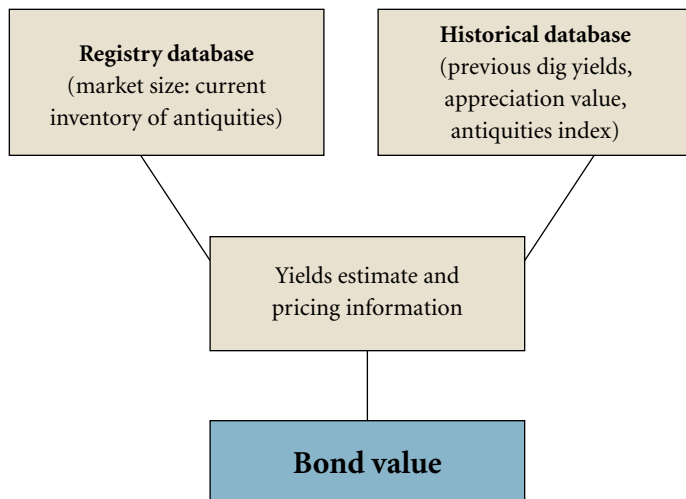 Registry database
(market size: current
inventory of antiquities)
Historical database
(previous dig yields,
appreciation value,
antiquities index)
Yields estimate and
pricing information
Bond value